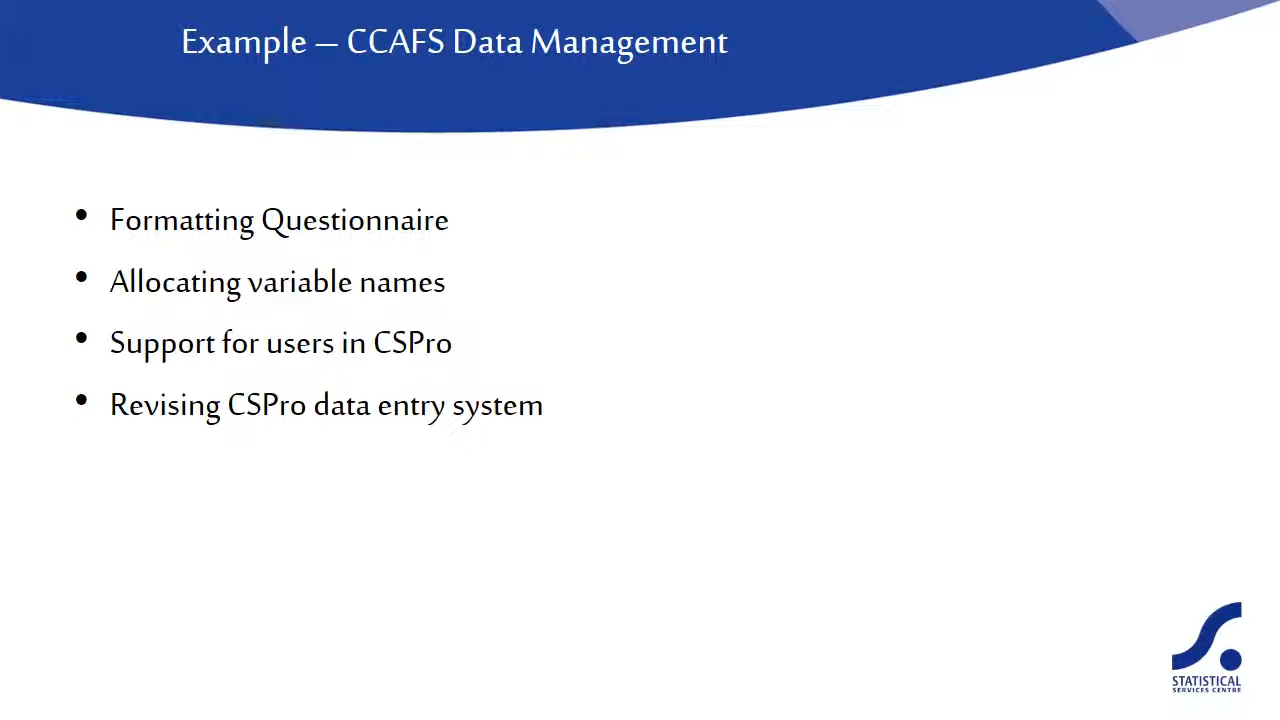 Example – CCAFS Data Management
• Formatting Questionnaire
• Allocating variable names
• Support for users in CSPro
• Revising CSPro data entry system
STATISTICAL
SERVICES CENTRE